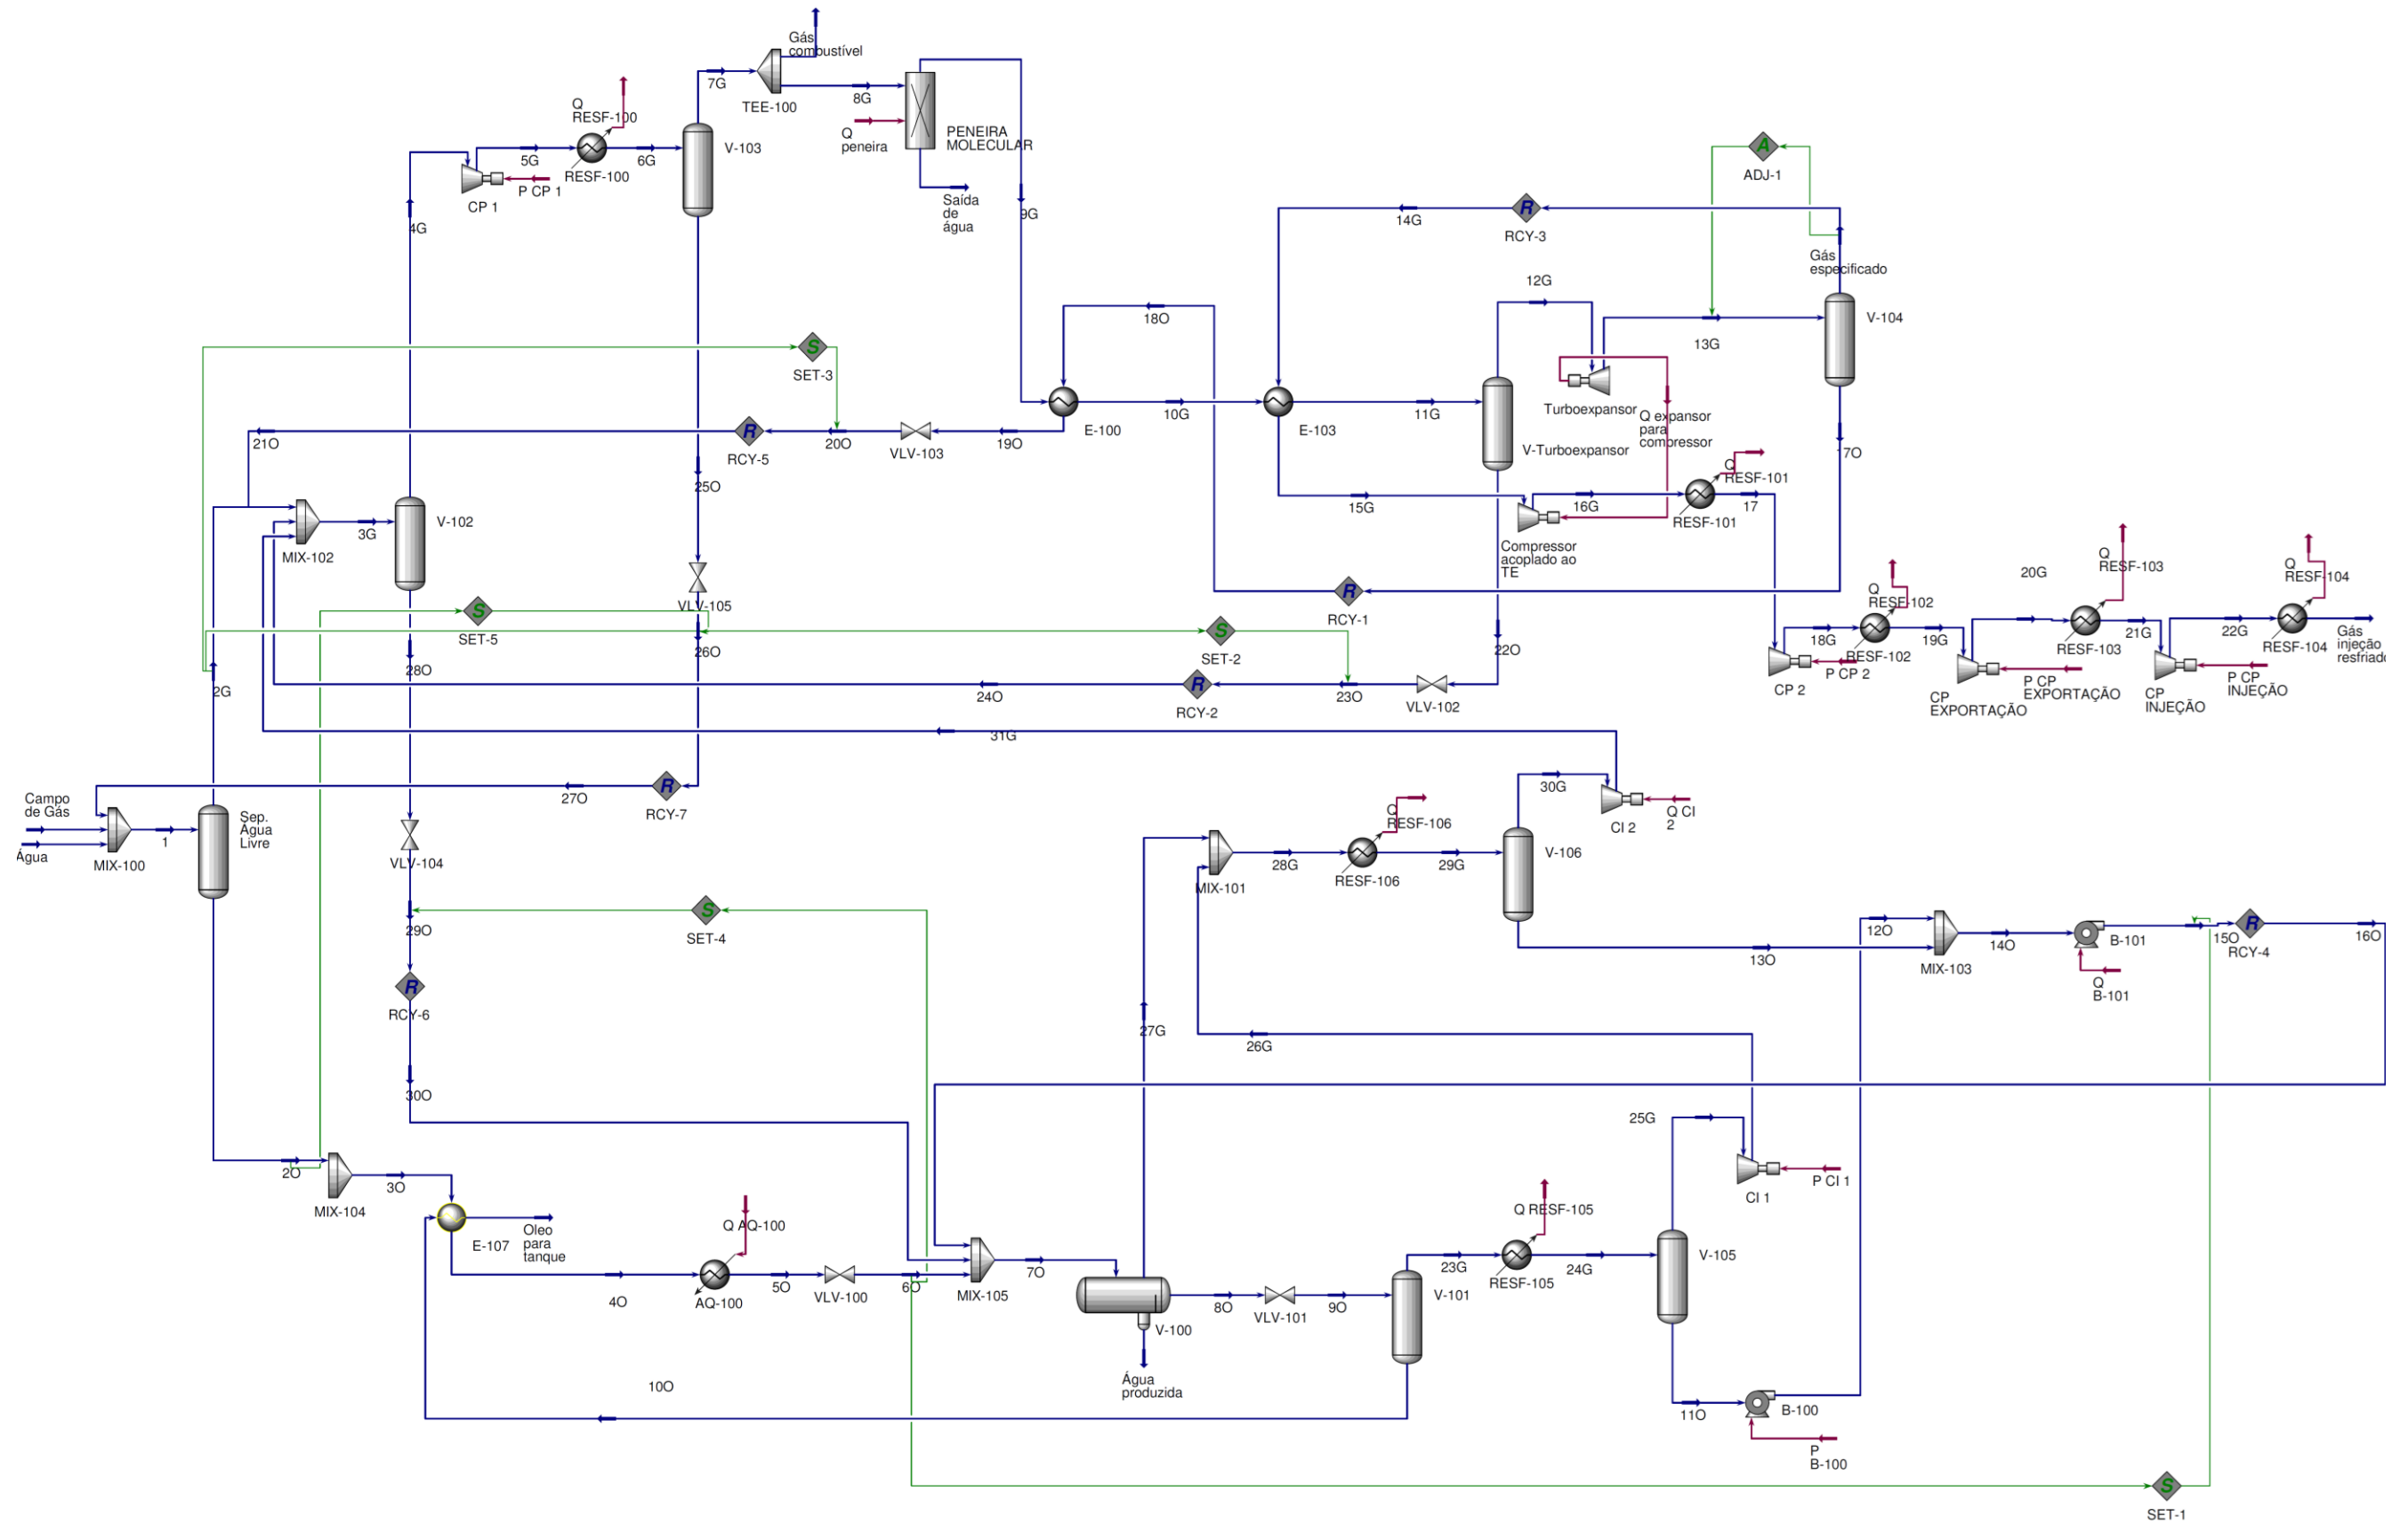 Gás
combustível
7G
TEE-100
8G
Q
RESF-100
5G
6G
RESF-100
P CP 1
CP 1
V-103
Q
peneira
PENEIRA
MOLECULAR
Saída
de
água
9G
4G
A
ADJ-1
14G
R
RCY-3
Gás
especificado
12G
13G
V-104
18O
S
SET-3
10G
11G
E-100
E-103
Turboexpansor
Q expansor
para
compressor
V-Turboexpansor
21O
R
RCY-5
20O
VLV-103
19O
7O
Q
RESF-101
15G
16G
17
RESF-101
25O
3G
V-102
MIX-102
Compressor
acoplado ao
TE
VLV-105
S
SET-5
26O
S
SET-2
R
RCY-1
22O
28O
2G
24O
R
RCY-2
23O
VLV-102
Q
RESF-102
18G
19G
RESF-102
CP 2
P CP 2
20G
Q
RESF-103
21G
RESF-103
CP
EXPORTAÇÃO
P CP
EXPORTAÇÃO
Q
RESF-104
22G
RESF-104
Gás
injeção
resfriado
CP
INJEÇÃO
P CP
INJEÇÃO
31G
27O
R
RCY-7
Campo
de Gás
Água
1
MIX-100
Sep.
Água
Livre
VLV-104
30G
Q CI
2
CI 2
Q
RESF-106
28G
29G
RESF-106
MIX-101
V-106
S
SET-4
29O
R
RCY-6
30O
12O
13O
MIX-103
14O
B-101
Q
B-101
15O
R
RCY-4
16O
27G
26G
25G
P CI 1
CI 1
2O
3O
MIX-104
E-107
Oleo
para
tanque
Q AQ-100
4O
AQ-100
5O
VLV-100
6O
MIX-105
7O
V-100
8O
VLV-101
9O
V-101
23G
Q RESF-105
RESF-105
24G
V-105
Água
produzida
10O
11O
B-100
P
B-100
S
SET-1